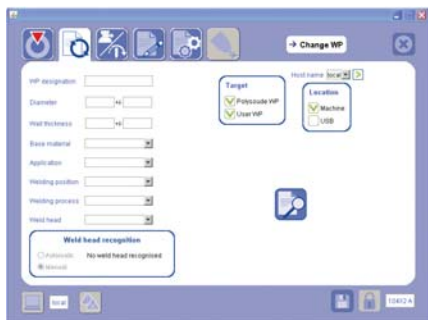 → Change WP
Host name local
WP designation
Diameter +/-
Wall thickness +/-
Base material
Application
Welding position
Welding process
Weld head
Target
Polysoude WP
User WP
Location
Machine
USB
Weld head recognition
Automatic No weld head recognised
Manual
local